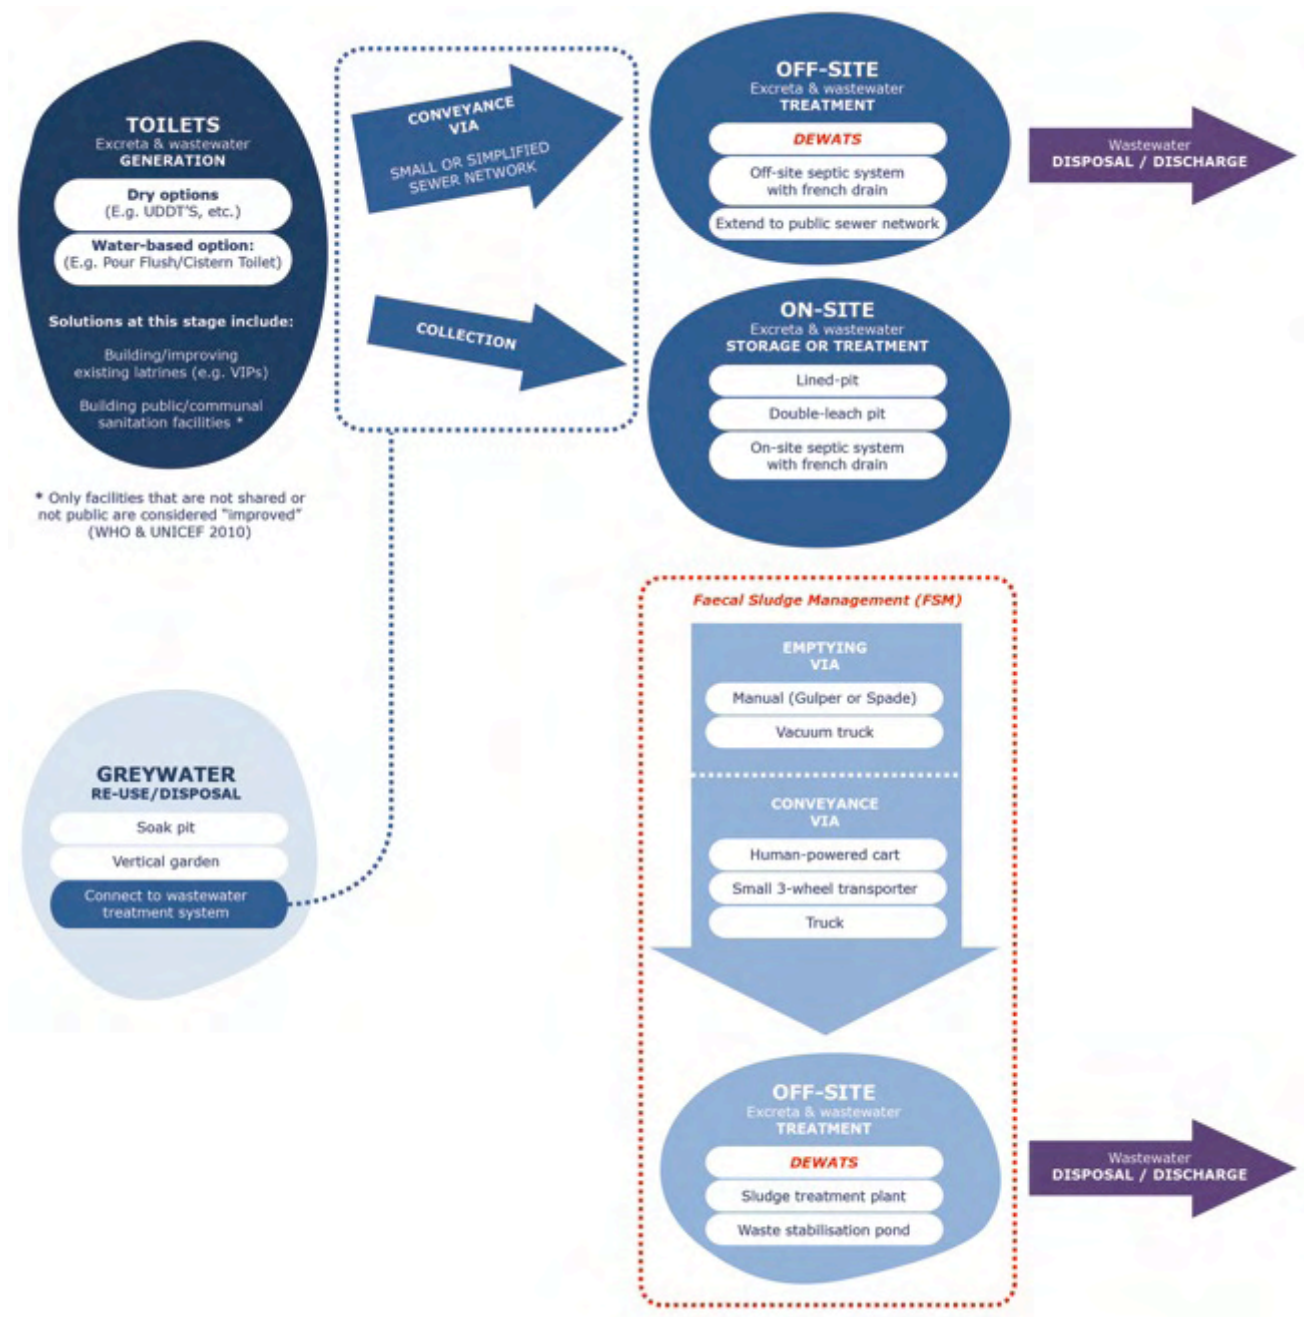 TOILETS
Excreta & wastewater
GENERATION
Dry options
(E.g. UDDT'S, etc.)
Water-based option:
(E.g. Pour Flush/Cistern Toilet)
Solutions at this stage include:
Building/improving
existing latrines (e.g. VIPs)
Building public/communal
sanitation facilities *
* Only facilities that are not shared or
not public are considered "improved"
(WHO & UNICEF 2010)
CONVEYANCE
VIA
SMALL OR SIMPLIFIED
SEWER NETWORK
COLLECTION
OFF-SITE
Excreta & wastewater
TREATMENT
DEWATS
Off-site septic system
with french drain
Extend to public sewer network
Wastewater
DISPOSAL / DISCHARGE
ON-SITE
Excreta & wastewater
STORAGE OR TREATMENT
Lined-pit
Double-leach pit
On-site septic system
with french drain
GREYWATER
RE-USE/DISPOSAL
Soak pit
Vertical garden
Connect to wastewater
treatment system
Faecal Sludge Management (FSM)
EMPTYING
VIA
Manual (Gulper or Spade)
Vacuum truck
CONVEYANCE
VIA
Human-powered cart
Small 3-wheel transporter
Truck
OFF-SITE
Excreta & wastewater
TREATMENT
DEWATS
Sludge treatment plant
Waste stabilisation pond
Wastewater
DISPOSAL / DISCHARGE